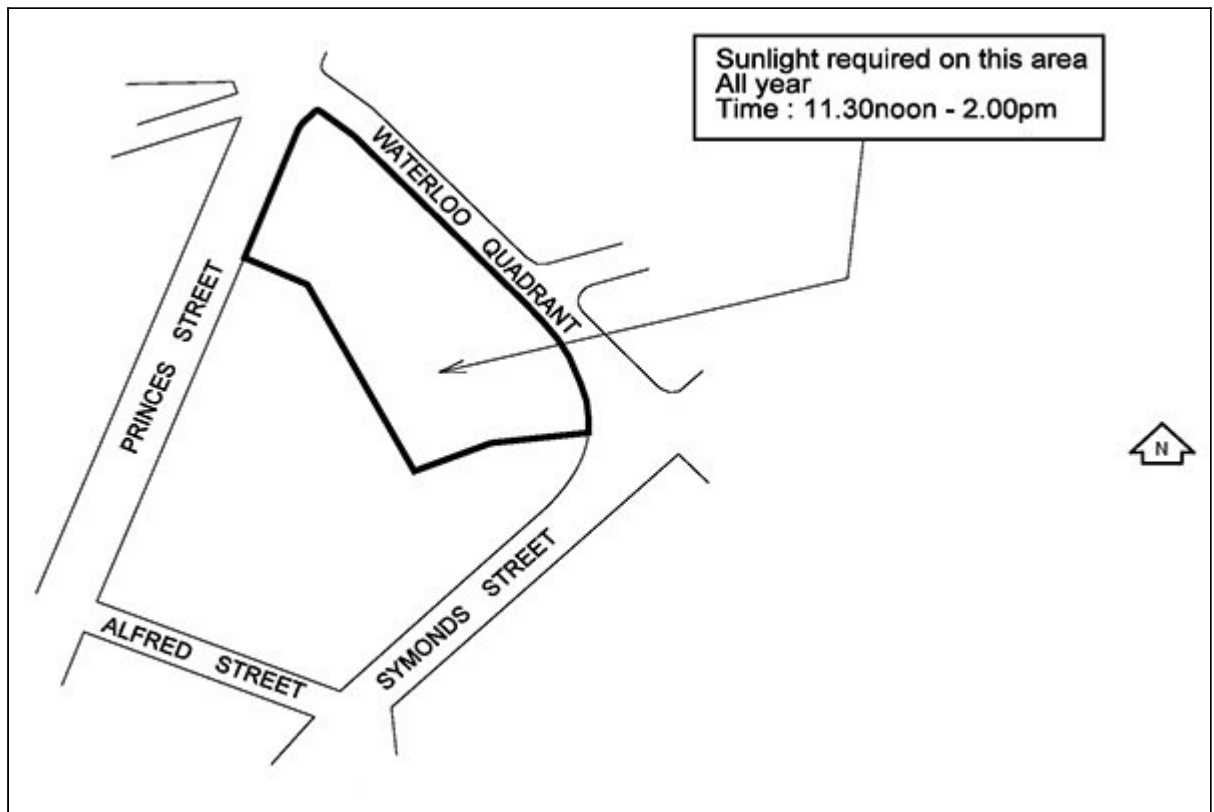 Sunlight required on this area
All year
Time : 11.30noon - 2.00pm
WATERLOO QUADRANT
PRINCES STREET
N
SYMONDS STREET
ALFRED STREET